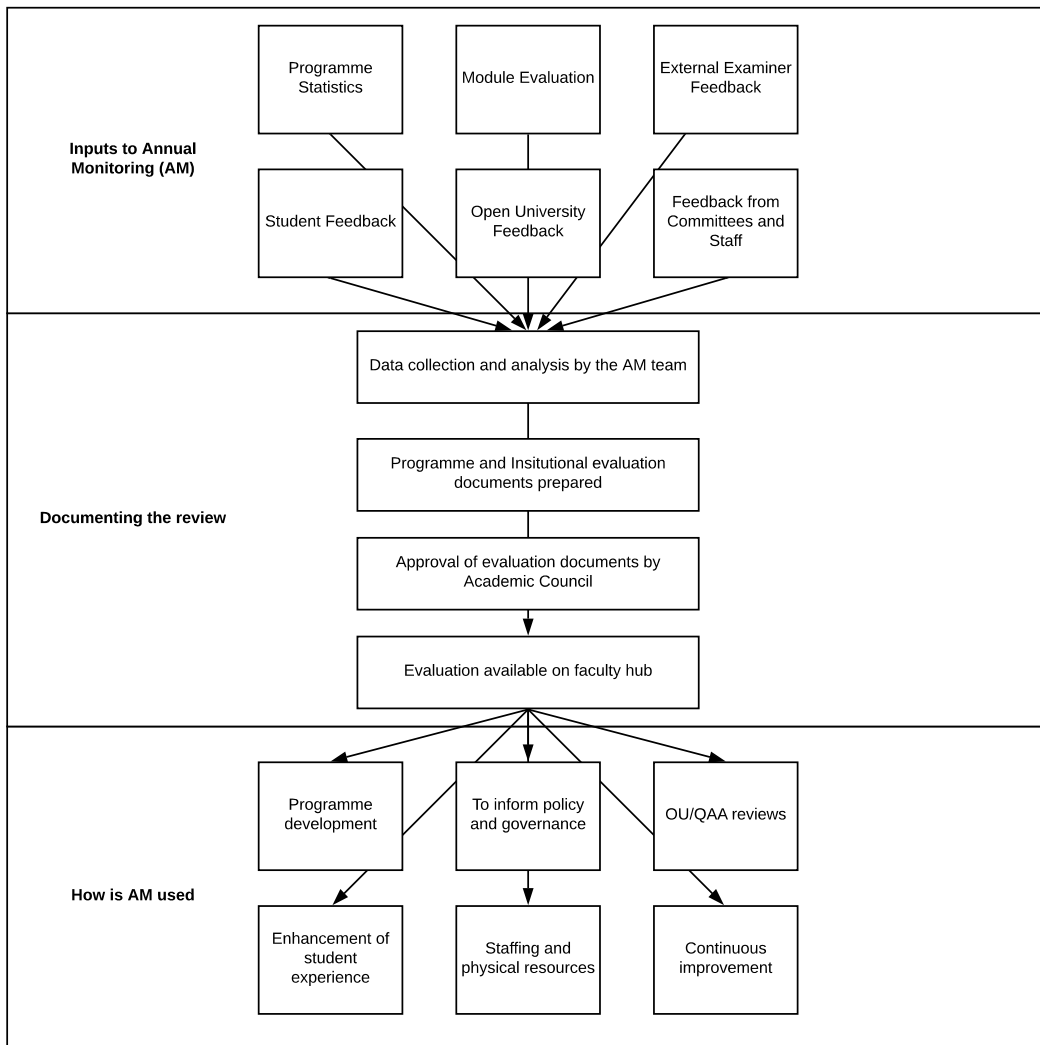 Programme
Statistics
Module Evaluation
External Examiner
Feedback
Inputs to Annual
Monitoring (AM)
Student Feedback
Open University
Feedback
Feedback from
Committees and
Staff
Data collection and analysis by the AM team
Programme and Insitutional evaluation
documents prepared
Documenting the review
Approval of evaluation documents by
Academic Council
Evaluation available on faculty hub
Programme
development
To inform policy
and governance
OU/QAA reviews
How is AM used
Enhancement of
student
experience
Staffing and
physical resources
Continuous
improvement